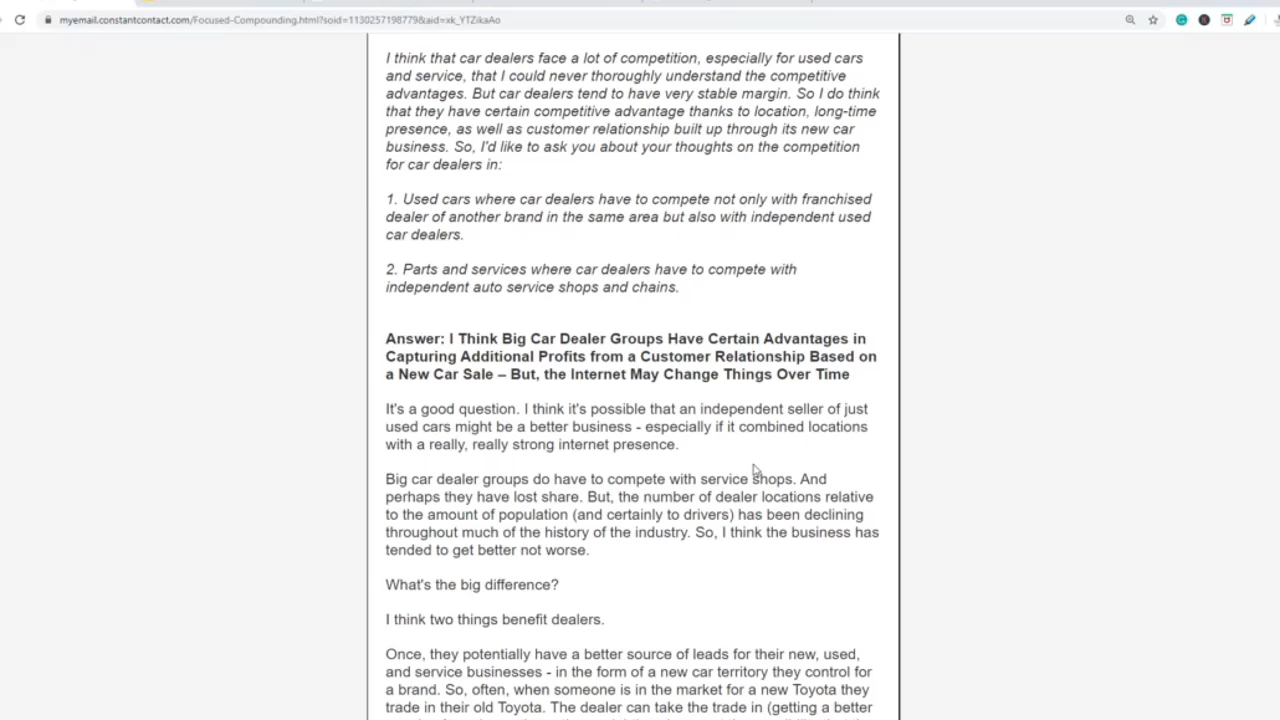 myemail.constantcontact.com/Focused-Compounding.html?soid=1130257198779&aid=xk_YTZikaAo
I think that car dealers face a lot of competition, especially for used cars
and service, that I could never thoroughly understand the competitive
advantages. But car dealers tend to have very stable margin. So I do think
that they have certain competitive advantage thanks to location, long-time
presence, as well as customer relationship built up through its new car
business. So, I'd like to ask you about your thoughts on the competition
for car dealers in:
1. Used cars where car dealers have to compete not only with franchised
dealer of another brand in the same area but also with independent used
car dealers.
2. Parts and services where car dealers have to compete with
independent auto service shops and chains.
Answer: I Think Big Car Dealer Groups Have Certain Advantages in
Capturing Additional Profits from a Customer Relationship Based on
a New Car Sale – But, the Internet May Change Things Over Time
It's a good question. I think it's possible that an independent seller of just
used cars might be a better business - especially if it combined locations
with a really, really strong internet presence.
Big car dealer groups do have to compete with service shops. And
perhaps they have lost share. But, the number of dealer locations relative
to the amount of population (and certainly to drivers) has been declining
throughout much of the history of the industry. So, I think the business has
tended to get better not worse.
What's the big difference?
I think two things benefit dealers.
Once, they potentially have a better source of leads for their new, used,
and service businesses - in the form of a new car territory they control for
a brand. So, often, when someone is in the market for a new Toyota they
trade in their old Toyota. The dealer can take the trade in (getting a better